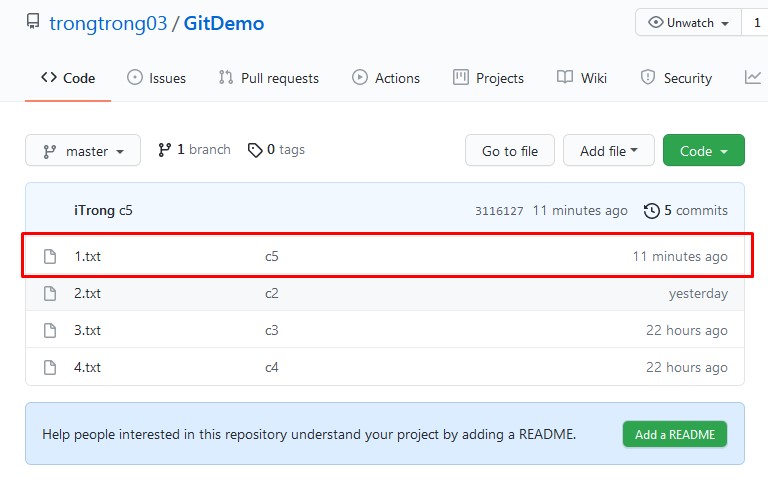 trongtrong03 / GitDemo
Unwatch 1
Code Issues Pull requests Actions Projects Wiki Security
master 1 branch 0 tags Go to file Add file Code
iTrong c5 3116127 11 minutes ago 5 commits
1.txt c5 11 minutes ago
2.txt c2 yesterday
3.txt c3 22 hours ago
4.txt c4 22 hours ago
Help people interested in this repository understand your project by adding a README. Add a README